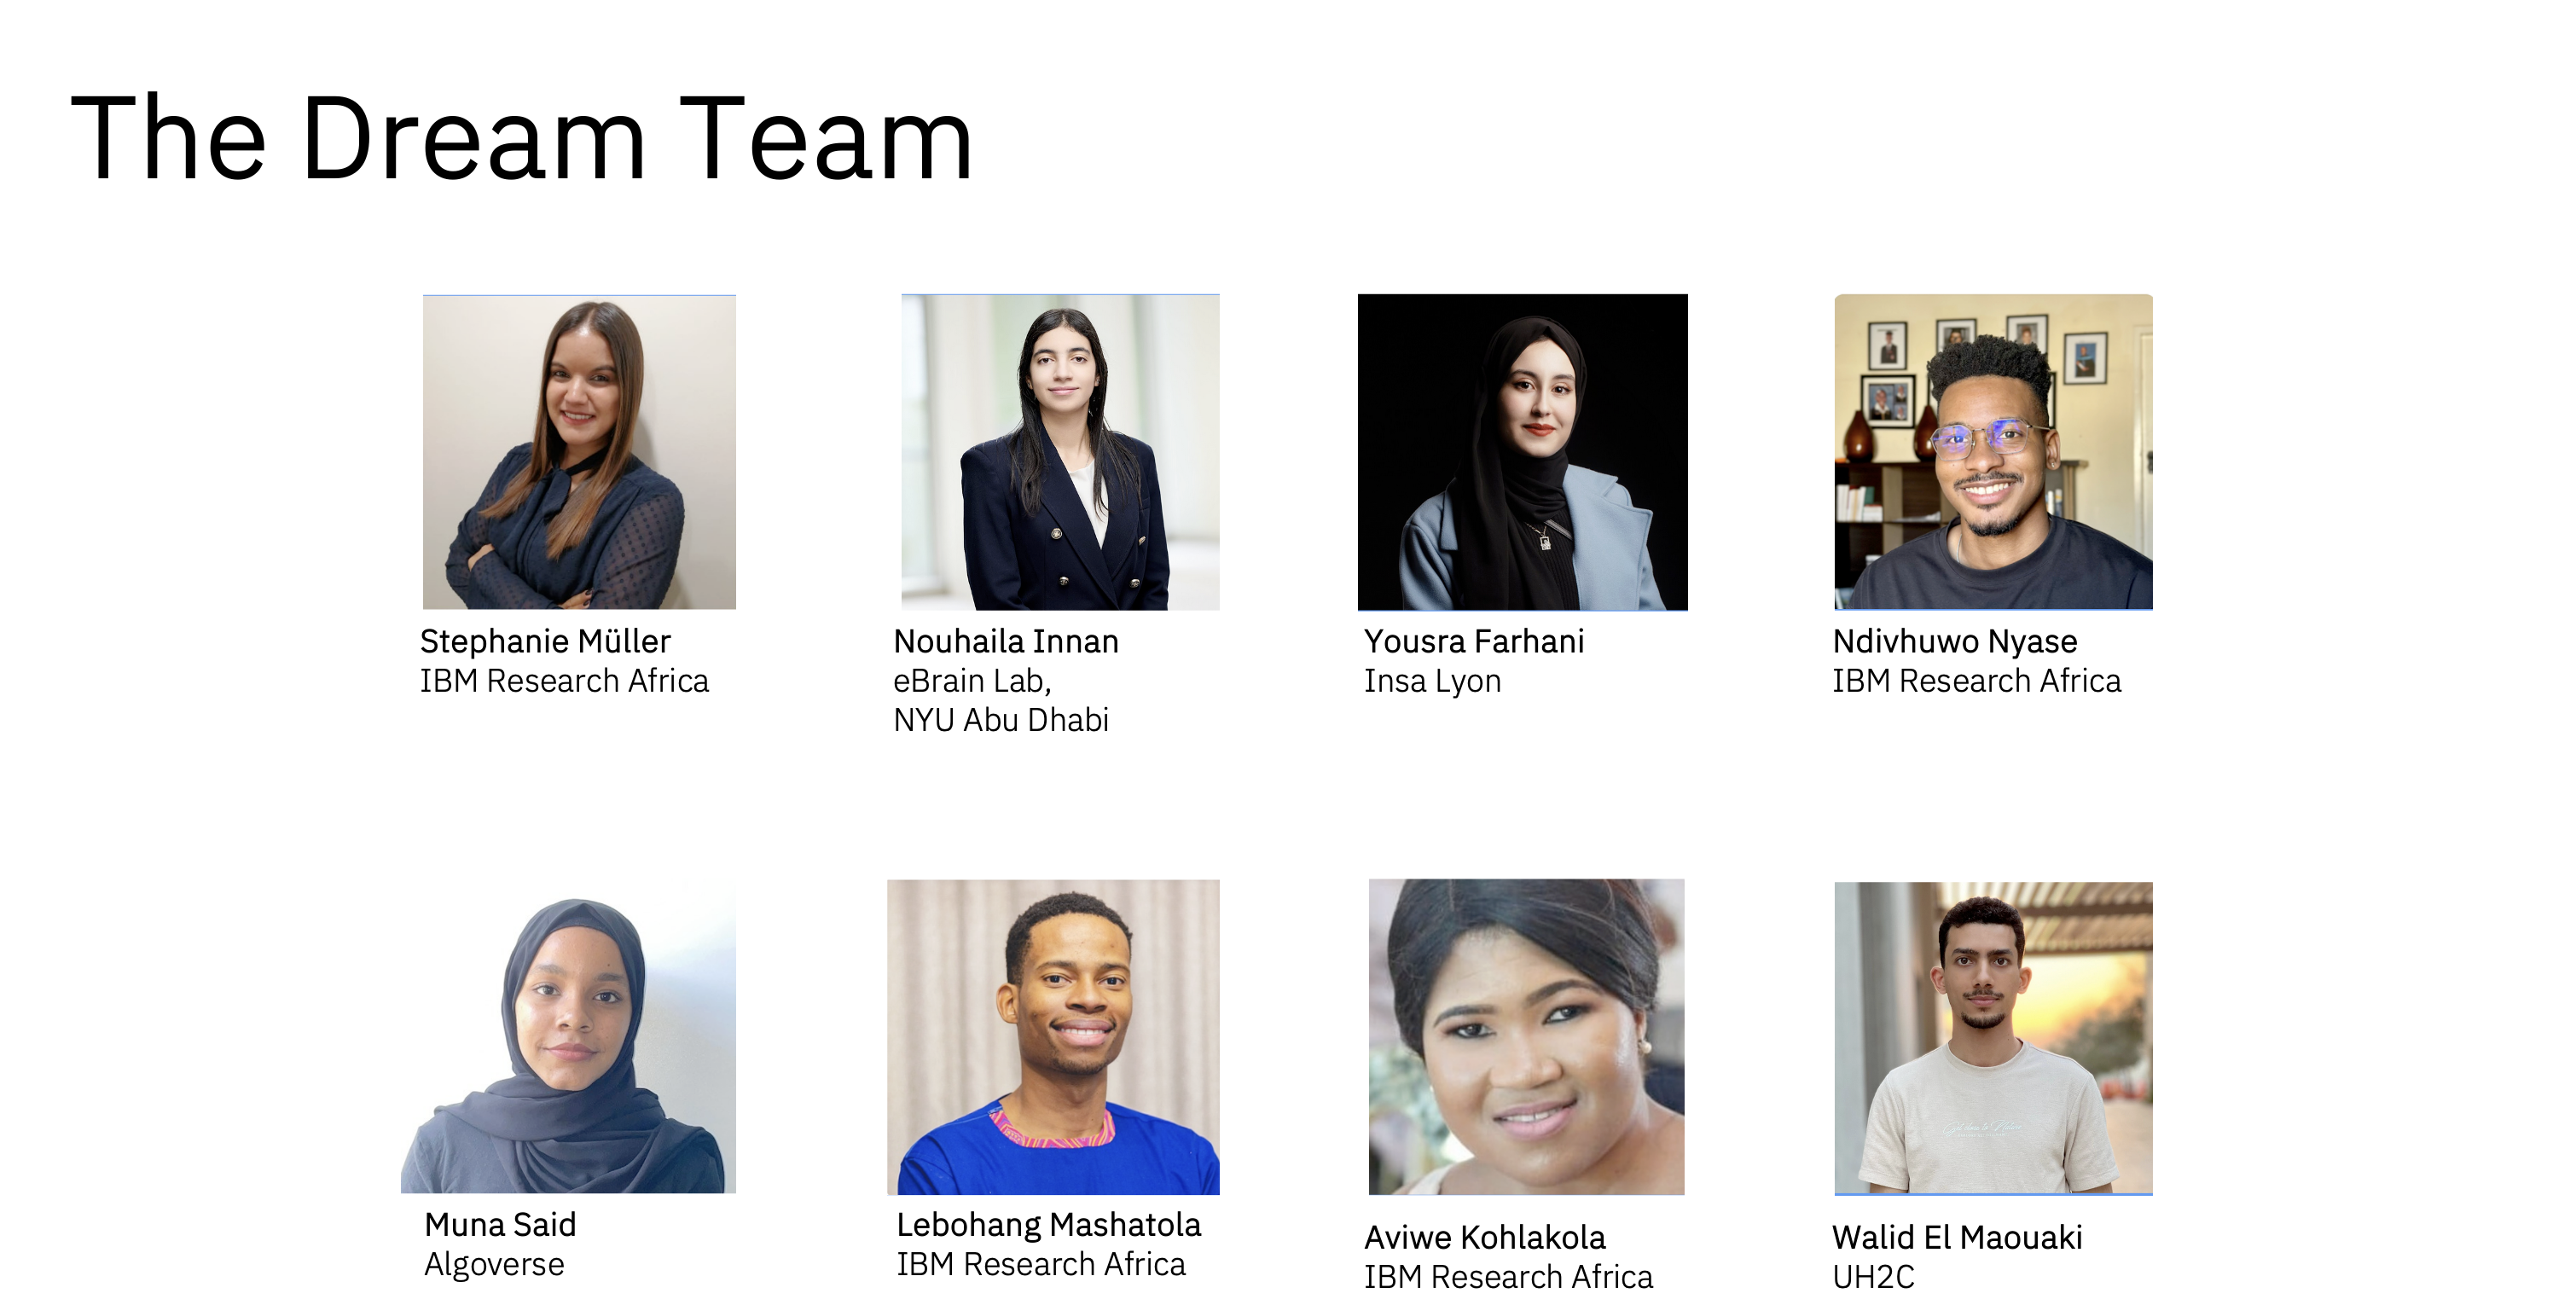 The Dream Team
Stephanie Müller
IBM Research Africa
Nouhaila Innan
eBrain Lab,
NYU Abu Dhabi
Yousra Farhani
Insa Lyon
Ndivhuwo Nyase
IBM Research Africa
Muna Said
Algoverse
Lebohang Mashatola
IBM Research Africa
Aviwe Kohlakola
IBM Research Africa
Walid El Maouaki
UH2C